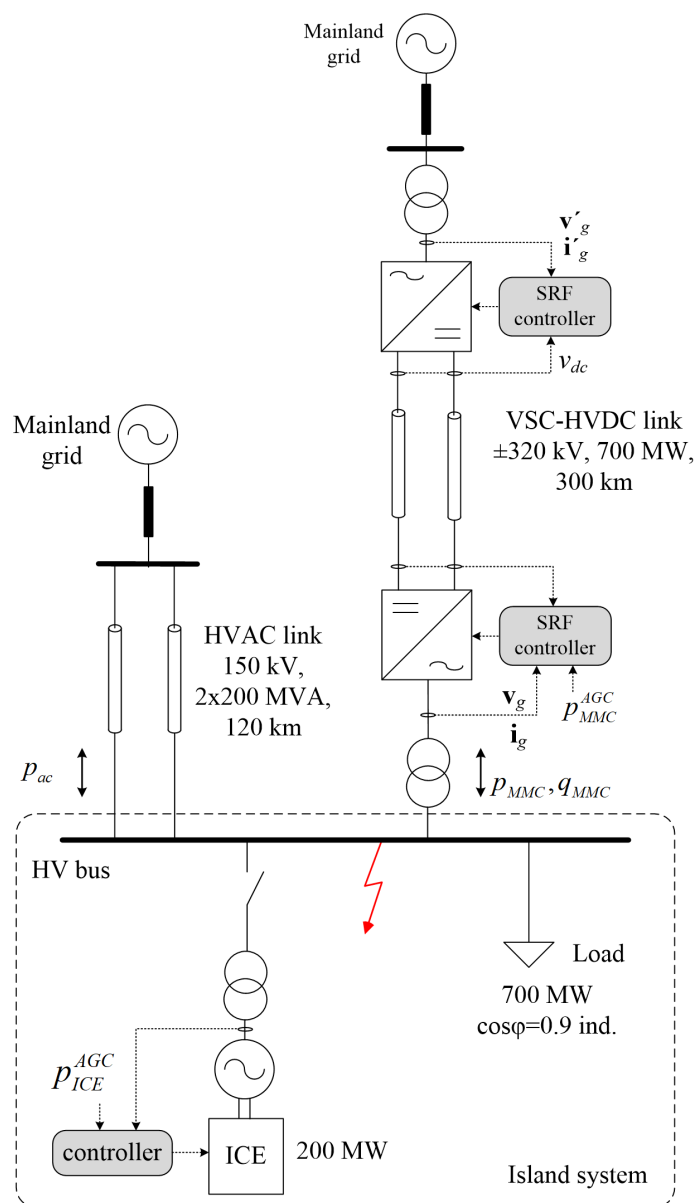 Mainland
grid
v´g
i´g
SRF
controller
vdc
VSC-HVDC link
±320 kV, 700 MW,
300 km
Mainland
grid
HVAC link
150 kV,
2x200 MVA,
120 km
SRF
controller
vg
ig
p AGC MMC
pac
pMMC, qMMC
HV bus
Load
700 MW
cosφ=0.9 ind.
p AGC ICE
controller
ICE
200 MW
Island system